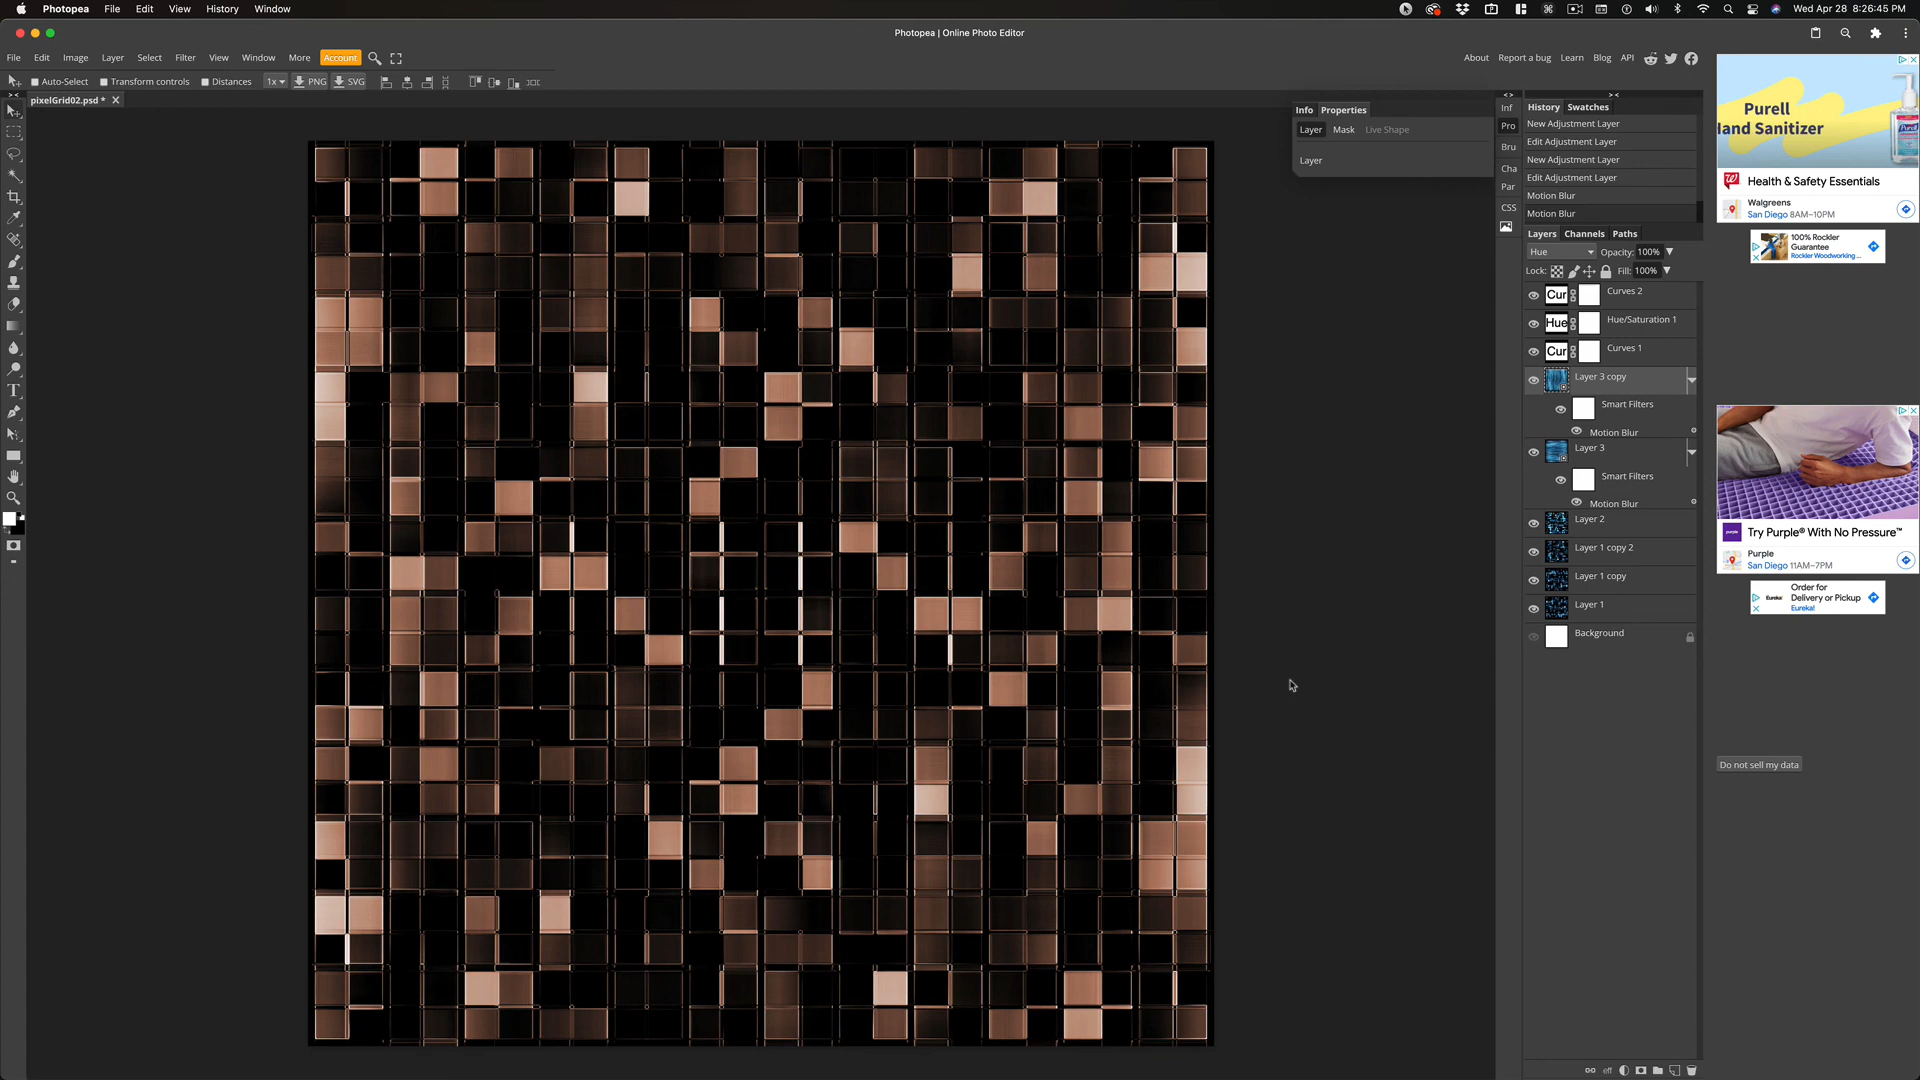 Photopea File Edit View History Window
Wed Apr 28 8:26:45 PM
Photopea | Online Photo Editor
File Edit Image Layer Select Filter View Window More Account
About Report a bug Learn Blog API
Auto-Select Transform controls Distances 1x PNG SVG
pixelGrid02.psd *
Info Properties
Layer Mask Live Shape
Layer
Inf
Pro
Bru
Cha
Par
CSS
History Swatches
New Adjustment Layer
Edit Adjustment Layer
New Adjustment Layer
Edit Adjustment Layer
Motion Blur
Motion Blur
Layers Channels Paths
Hue Opacity: 100%
Lock: Fill: 100%
Cur Curves 2
Hue Hue/Saturation 1
Cur Curves 1
Layer 3 copy
Smart Filters
Motion Blur
Layer 3
Smart Filters
Motion Blur
Layer 2
Layer 1 copy 2
Layer 1 copy
Layer 1
Background
eff
Purell
Hand Sanitizer
Health & Safety Essentials
Walgreens
San Diego 8AM–10PM
100% Rockler
Guarantee
Rockler Woodworking ...
Try Purple® With No Pressure™
purple
Purple
San Diego 11AM–7PM
Order for
Delivery or Pickup
Eureka!
Do not sell my data